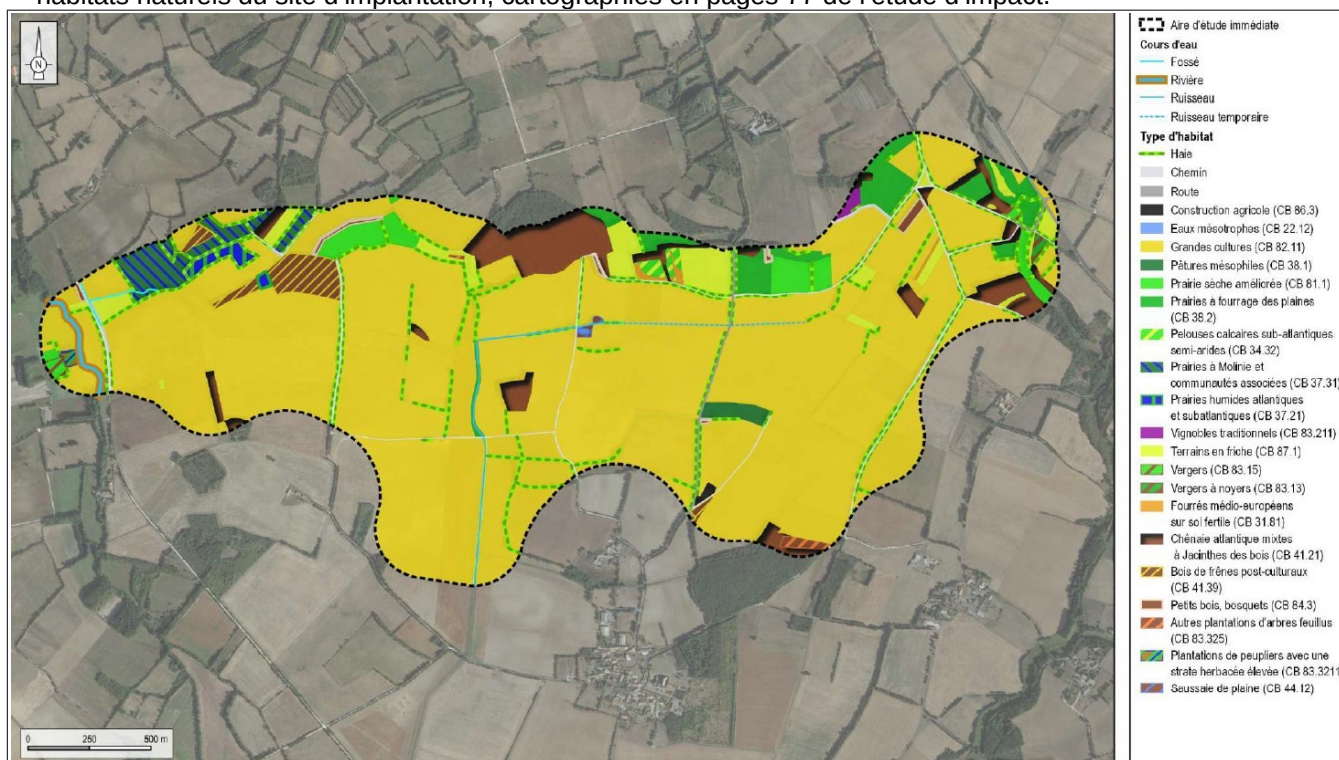 habitats naturels du site d'implantation, cartographiés en pages 77 de l'étude d'impact.
N
Aire d'étude immédiate
Cours d'eau
Fossé
Rivière
Ruisseau
Ruisseau temporaire
Type d'habitat
Haie
Chemin
Route
Construction agricole (CB 86.3)
Eaux mésotrophes (CB 22.12)
Grandes cultures (CB 82.11)
Pâtures mésophiles (CB 38.1)
Prairie sèche améliorée (CB 81.1)
Prairies à fourrage des plaines
(CB 38.2)
Pelouses calcaires sub-atlantiques
semi-arides (CB 34.32)
Prairies à Molinie et
communautés associées (CB 37.31)
Prairies humides atlantiques
et subatlantiques (CB 37.21)
Vignobles traditionnels (CB 83.211)
Terrains en friche (CB 87.1)
Vergers (CB 83.15)
Vergers à noyers (CB 83.13)
Fourrés médio-européens
sur sol fertile (CB 31.81)
Chênaie atlantique mixtes
à Jacinthes des bois (CB 41.21)
Bois de frênes post-culturaux
(CB 41.39)
Petits bois, bosquets (CB 84.3)
Autres plantations d'arbres feuillus
(CB 83.325)
Plantations de peupliers avec une
strate herbacée élevée (CB 83.3211
Saussaie de plaine (CB 44.12)
0 250 500 m